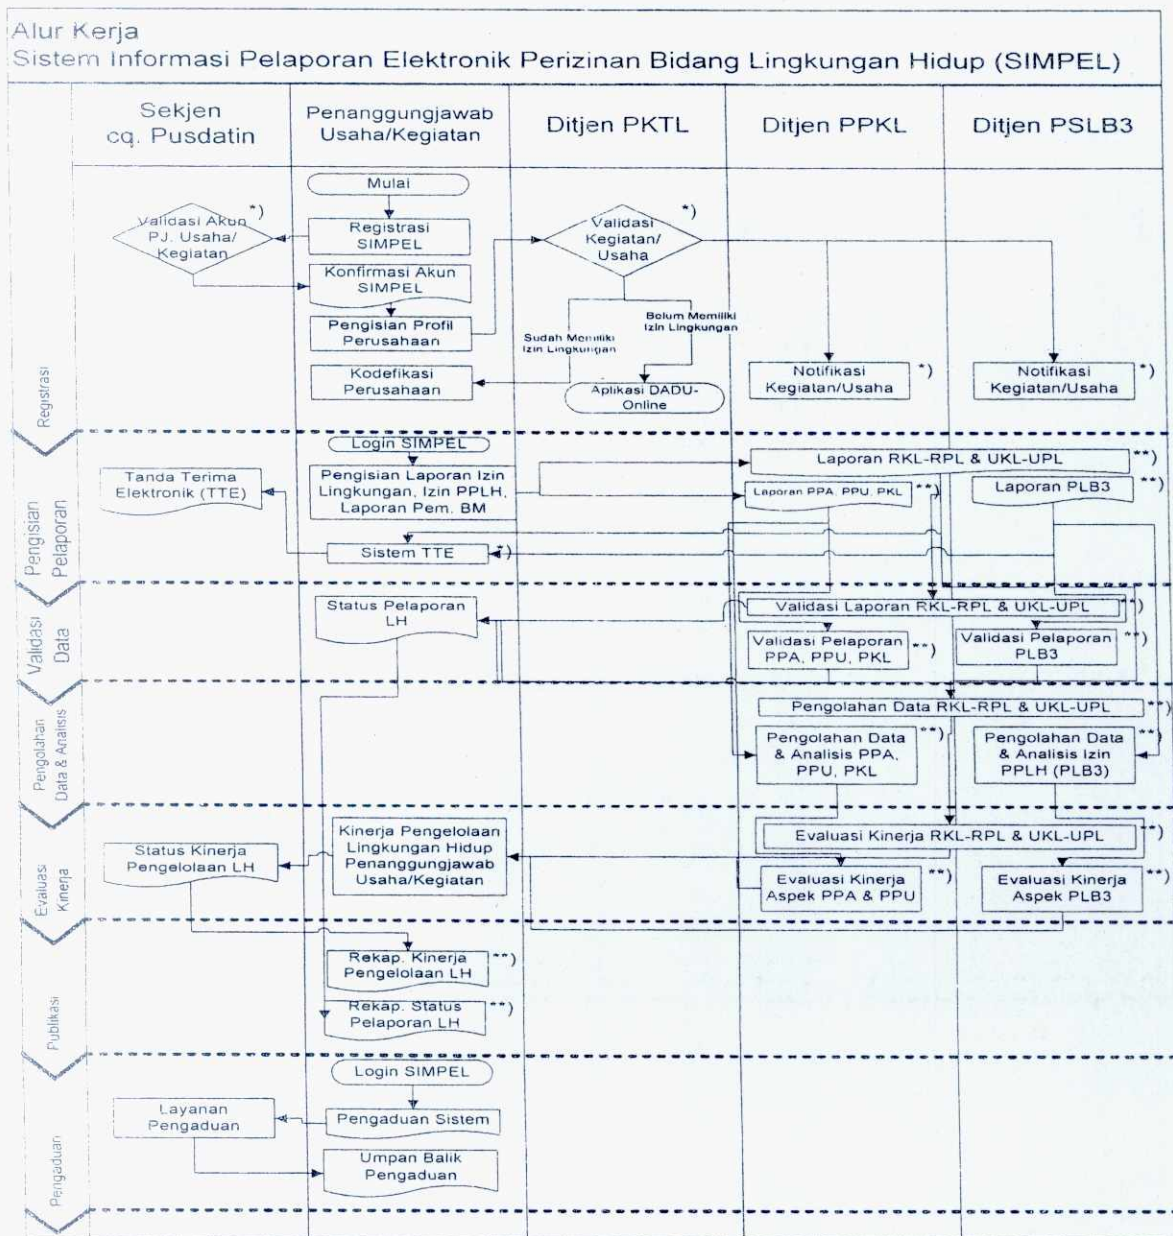 Alur Kerja
Sistem Informasi Pelaporan Elektronik Perizinan Bidang Lingkungan Hidup (SIMPEL)
Sekjen
cq. Pusdatin
Penanggungjawab
Usaha/Kegiatan
Ditjen PKTL
Ditjen PPKL
Ditjen PSLB3
Registrasi
Mulai
Validasi Akun *)
PJ. Usaha/
Kegiatan
Registrasi
SIMPEL
Validasi *)
Kegiatan/
Usaha
Konfirmasi Akun
SIMPEL
Pengisian Profil
Perusahaan
Sudah Memiliki
Izin Lingkungan
Belum Memiliki
Izin Lingkungan
Kodefikasi
Perusahaan
Aplikasi DADU-
Online
Notifikasi *)
Kegiatan/Usaha
Notifikasi *)
Kegiatan/Usaha
Pengisian
Pelaporan
Login SIMPEL
Tanda Terima
Elektronik (TTE)
Pengisian Laporan Izin
Lingkungan, Izin PPLH,
Laporan Pem. BM
Laporan RKL-RPL & UKL-UPL **)
Laporan PPA, PPU, PKL **)
Laporan PLB3 **)
Sistem TTE *)
Validasi
Data
Status Pelaporan
LH
Validasi Laporan RKL-RPL & UKL-UPL **)
Validasi Pelaporan
PPA, PPU, PKL **)
Validasi Pelaporan **)
PLB3
Pengolahan
Data & Analisis
Pengolahan Data RKL-RPL & UKL-UPL **)
Pengolahan Data **)
& Analisis PPA,
PPU, PKL
Pengolahan Data **)
& Analisis Izin
PPLH (PLB3)
Evaluasi
Kinerja
Status Kinerja
Pengelolaan LH
Kinerja Pengelolaan
Lingkungan Hidup
Penanggungjawab
Usaha/Kegiatan
Evaluasi Kinerja RKL-RPL & UKL-UPL **)
Evaluasi Kinerja **)
Aspek PPA & PPU
Evaluasi Kinerja **)
Aspek PLB3
Publikasi
Rekap. Kinerja **)
Pengelolaan LH
Rekap. Status **)
Pelaporan LH
Pengaduan
Login SIMPEL
Layanan
Pengaduan
Pengaduan Sistem
Umpan Balik
Pengaduan